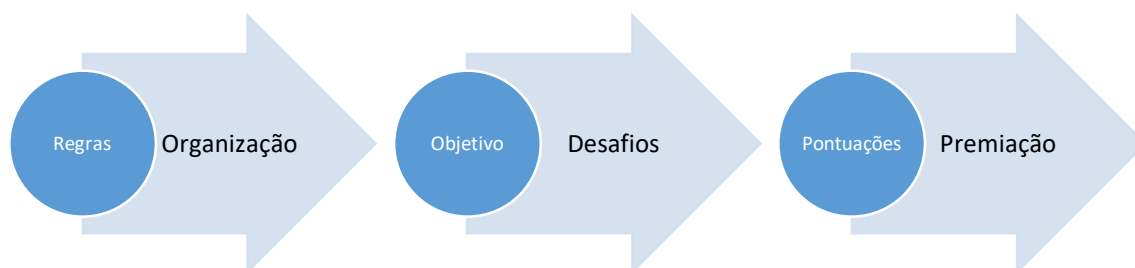 Regras
Organização
Objetivo
Desafios
Pontuações
Premiação